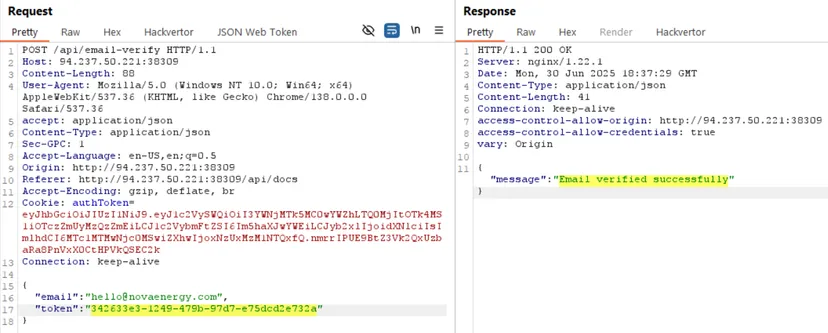 Request
Pretty Raw Hex Hackvertor JSON Web Token \n
1 POST /api/email-verify HTTP/1.1
2 Host: 94.237.50.221:38309
3 Content-Length: 88
4 User-Agent: Mozilla/5.0 (Windows NT 10.0; Win64; x64)
AppleWebKit/537.36 (KHTML, like Gecko) Chrome/138.0.0.0
Safari/537.36
5 accept: application/json
6 Content-Type: application/json
7 Sec-GPC: 1
8 Accept-Language: en-US,en;q=0.5
9 Origin: http://94.237.50.221:38309
10 Referer: http://94.237.50.221:38309/api/docs
11 Accept-Encoding: gzip, deflate, br
12 Cookie: authToken=
13 Connection: keep-alive
14
15 {
16 "email":"hello@novaenergy.com",
17 "token":"342633e3-1249-479b-97d7-e75dcd2e732a"
18 }
Response
Pretty Raw Hex Render Hackvertor
1 HTTP/1.1 200 OK
2 Server: nginx/1.22.1
3 Date: Mon, 30 Jun 2025 18:37:29 GMT
4 Content-Type: application/json
5 Content-Length: 41
6 Connection: keep-alive
7 access-control-allow-origin: http://94.237.50.221:38309
8 access-control-allow-credentials: true
9 vary: Origin
10
11 {
"message":"Email verified successfully"
}